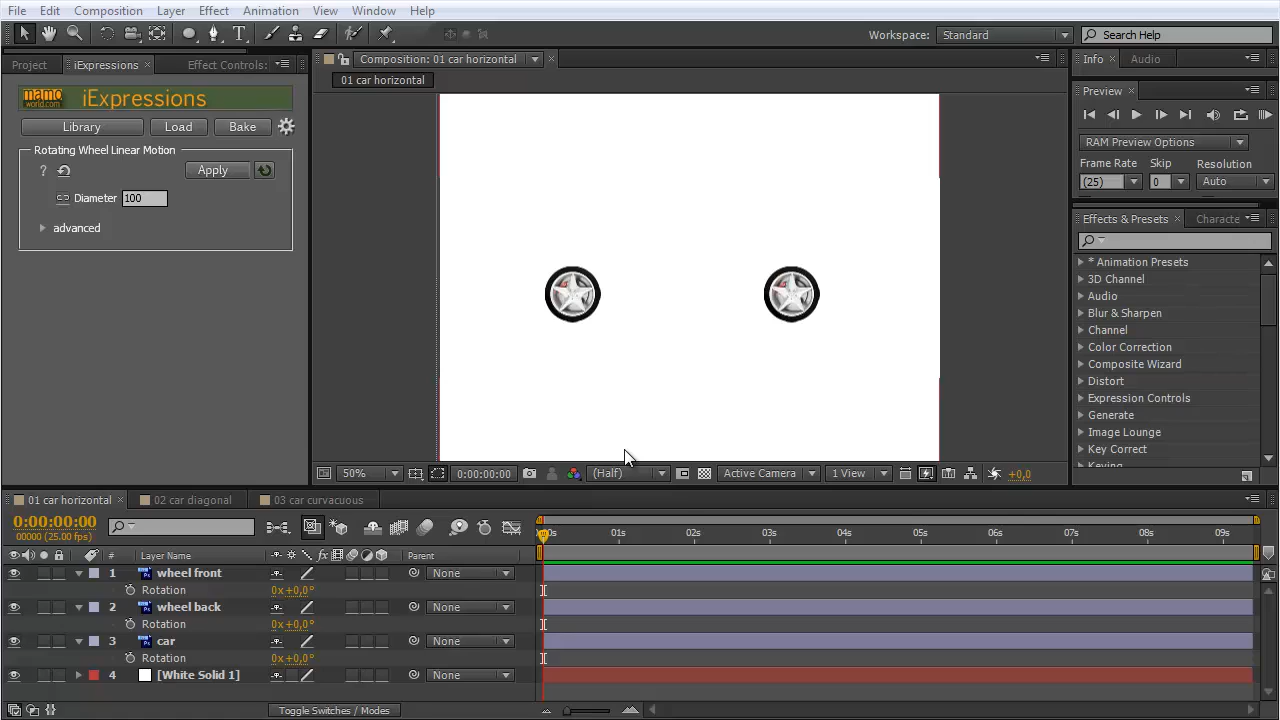 File Edit Composition Layer Effect Animation View Window Help
Workspace: Standard Search Help
Project iExpressions Effect Controls: Composition: 01 car horizontal Info Audio
01 car horizontal
mamo world.com iExpressions
Preview
Library Load Bake
RAM Preview Options
Rotating Wheel Linear Motion
? Apply
Frame Rate Skip Resolution
(25) 0 Auto
Diameter 100
advanced
Effects & Presets Characte
* Animation Presets
3D Channel
Audio
Blur & Sharpen
Channel
Color Correction
Composite Wizard
Distort
Expression Controls
Generate
Image Lounge
Key Correct
Keying
50% 0:00:00:00 (Half) Active Camera 1 View +0,0
01 car horizontal 02 car diagonal 03 car curvacuous
0:00:00:00
00000 (25.00 fps)
00s 01s 02s 03s 04s 05s 06s 07s 08s 09s
# Layer Name fx Parent
1 wheel front None
Rotation 0x+0,0°
2 wheel back None
Rotation 0x+0,0°
3 car None
Rotation 0x+0,0°
4 [White Solid 1] None
Toggle Switches / Modes